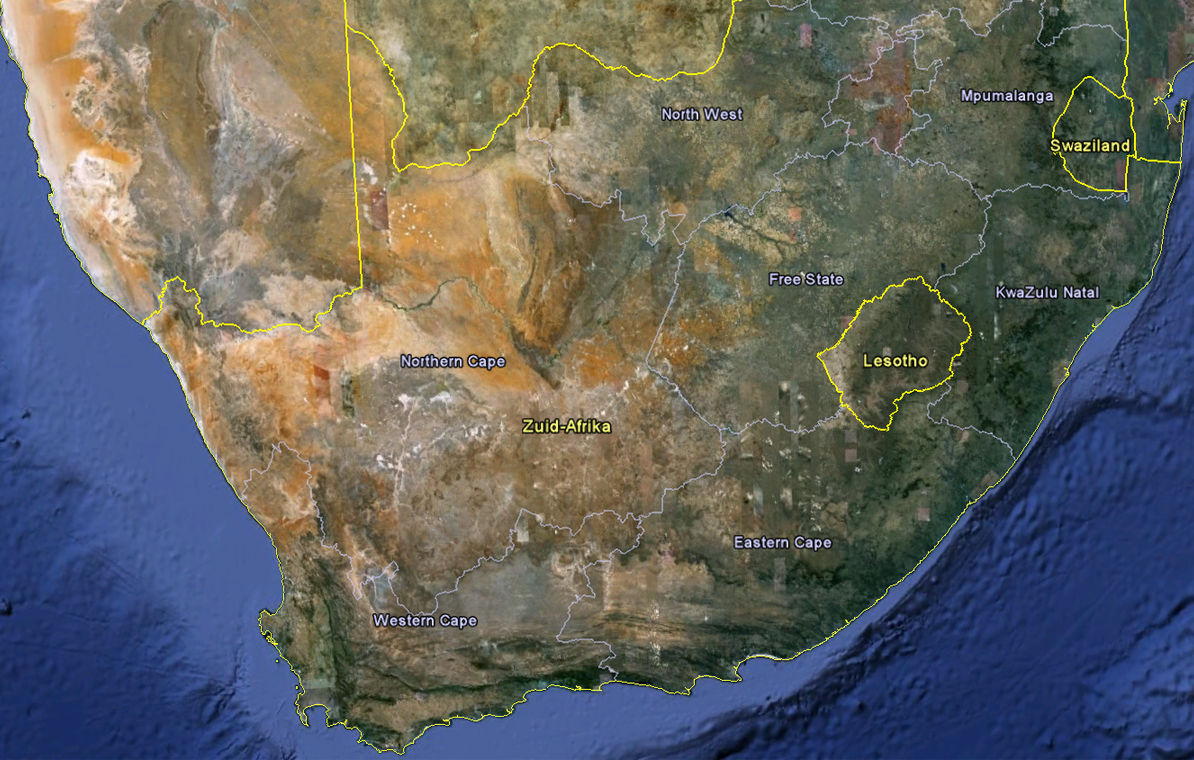 Mpumalanga
North West
Swaziland
Free State
KwaZulu Natal
Northern Cape
Lesotho
Zuid-Afrika
Eastern Cape
Western Cape